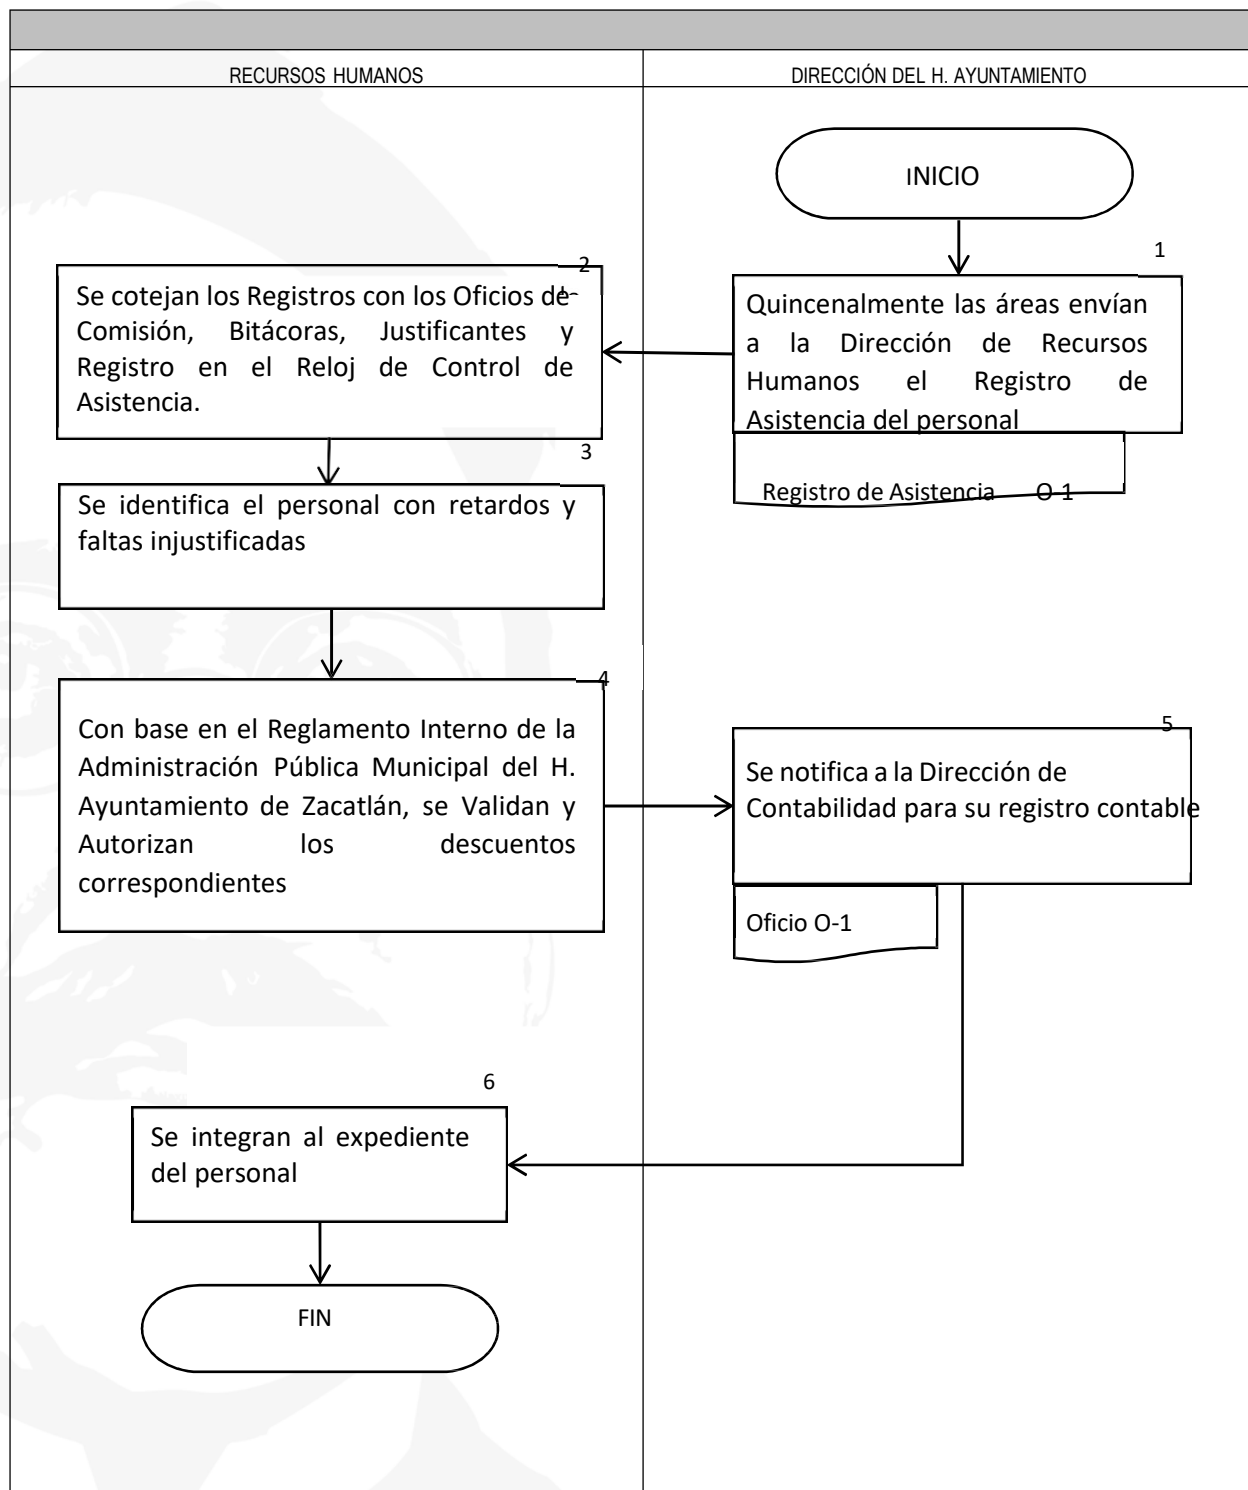 RECURSOS HUMANOS
DIRECCIÓN DEL H. AYUNTAMIENTO
INICIO
1
Quincenalmente las áreas envían
a la Dirección de Recursos
Humanos el Registro de
Asistencia del personal
Registro de Asistencia O-1
2
Se cotejan los Registros con los Oficios de
Comisión, Bitácoras, Justificantes y
Registro en el Reloj de Control de
Asistencia.
3
Se identifica el personal con retardos y
faltas injustificadas
4
Con base en el Reglamento Interno de la
Administración Pública Municipal del H.
Ayuntamiento de Zacatlán, se Validan y
Autorizan los descuentos
correspondientes
5
Se notifica a la Dirección de
Contabilidad para su registro contable
Oficio O-1
6
Se integran al expediente
del personal
FIN